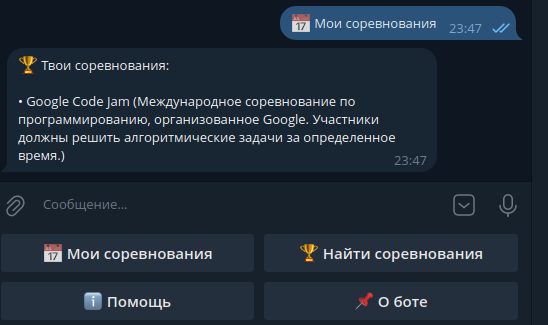 📅 Мои соревнования 23:47
🏆 Твои соревнования:
• Google Code Jam (Международное соревнование по
программированию, организованное Google. Участники
должны решить алгоритмические задачи за определенное
время.)
23:47
Сообщение...
📅 Мои соревнования
🏆 Найти соревнования
ℹ️ Помощь
📌 О боте